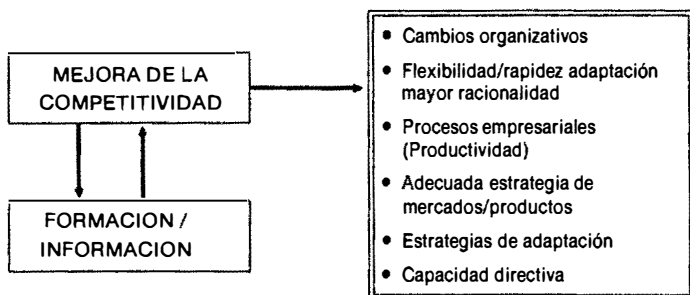 MEJORA DE LA
COMPETITIVIDAD
FORMACION /
INFORMACION
• Cambios organizativos
• Flexibilidad/rapidez adaptación
mayor racionalidad
• Procesos empresariales
(Productividad)
• Adecuada estrategia de
mercados/productos
• Estrategias de adaptación
• Capacidad directiva